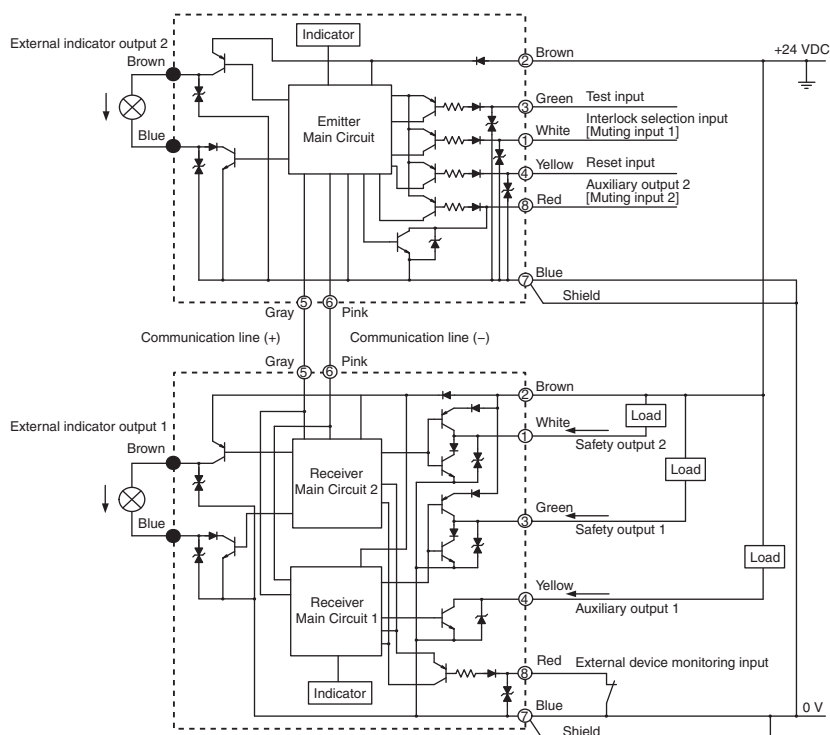 External indicator output 2
Indicator
② Brown
+24 VDC
Brown
Emitter
Main Circuit
③ Green Test input
① White Interlock selection input
[Muting input 1]
Blue
④ Yellow Reset input
⑧ Red Auxiliary output 2
[Muting input 2]
⑦ Blue
Shield
Gray ⑤ ⑥ Pink
Communication line (+) Communication line (−)
Gray ⑤ ⑥ Pink
② Brown
External indicator output 1
① White Load
Safety output 2
Brown
Receiver
Main Circuit 2
Load
Blue
③ Green
Safety output 1
Load
Receiver
Main Circuit 1
④ Yellow
Auxiliary output 1
Indicator
⑧ Red External device monitoring input
⑦ Blue
0 V
Shield